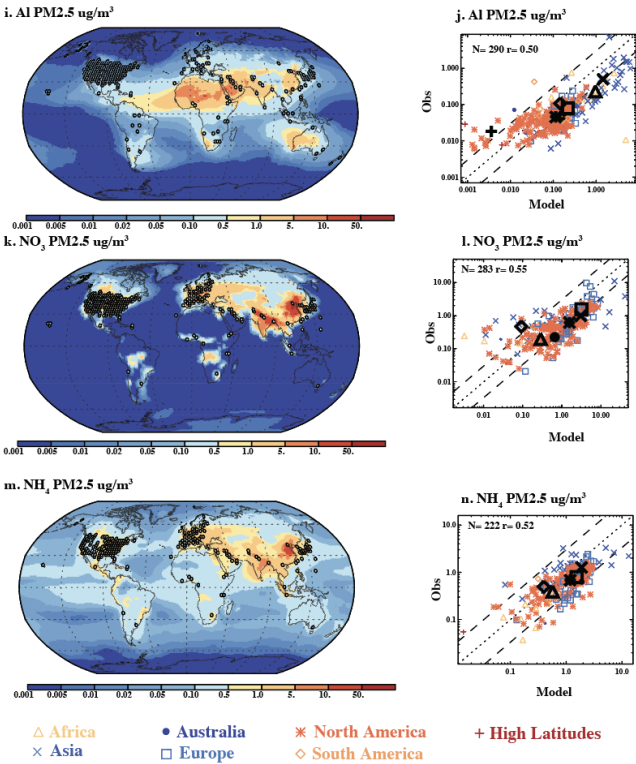 i. Al PM2.5 ug/m³
0.001 0.005 0.01 0.02 0.05 0.10 0.5 1.0 5. 10. 50.
j. Al PM2.5 ug/m³
N= 290 r= 0.50
1.000
0.100
0.010
0.001
Obs
0.001 0.010 0.100 1.000
Model
k. NO₃ PM2.5 ug/m³
0.001 0.005 0.01 0.02 0.05 0.10 0.5 1.0 5. 10. 50.
l. NO₃ PM2.5 ug/m³
N= 283 r= 0.55
10.00
1.00
0.10
0.01
Obs
0.01 0.10 1.00 10.00
Model
m. NH₄ PM2.5 ug/m³
0.001 0.005 0.01 0.02 0.05 0.10 0.5 1.0 5. 10. 50.
n. NH₄ PM2.5 ug/m³
N= 222 r= 0.52
10.0
1.0
0.1
Obs
0.1 1.0 10.0
Model
Africa
Australia
North America
High Latitudes
Asia
Europe
South America